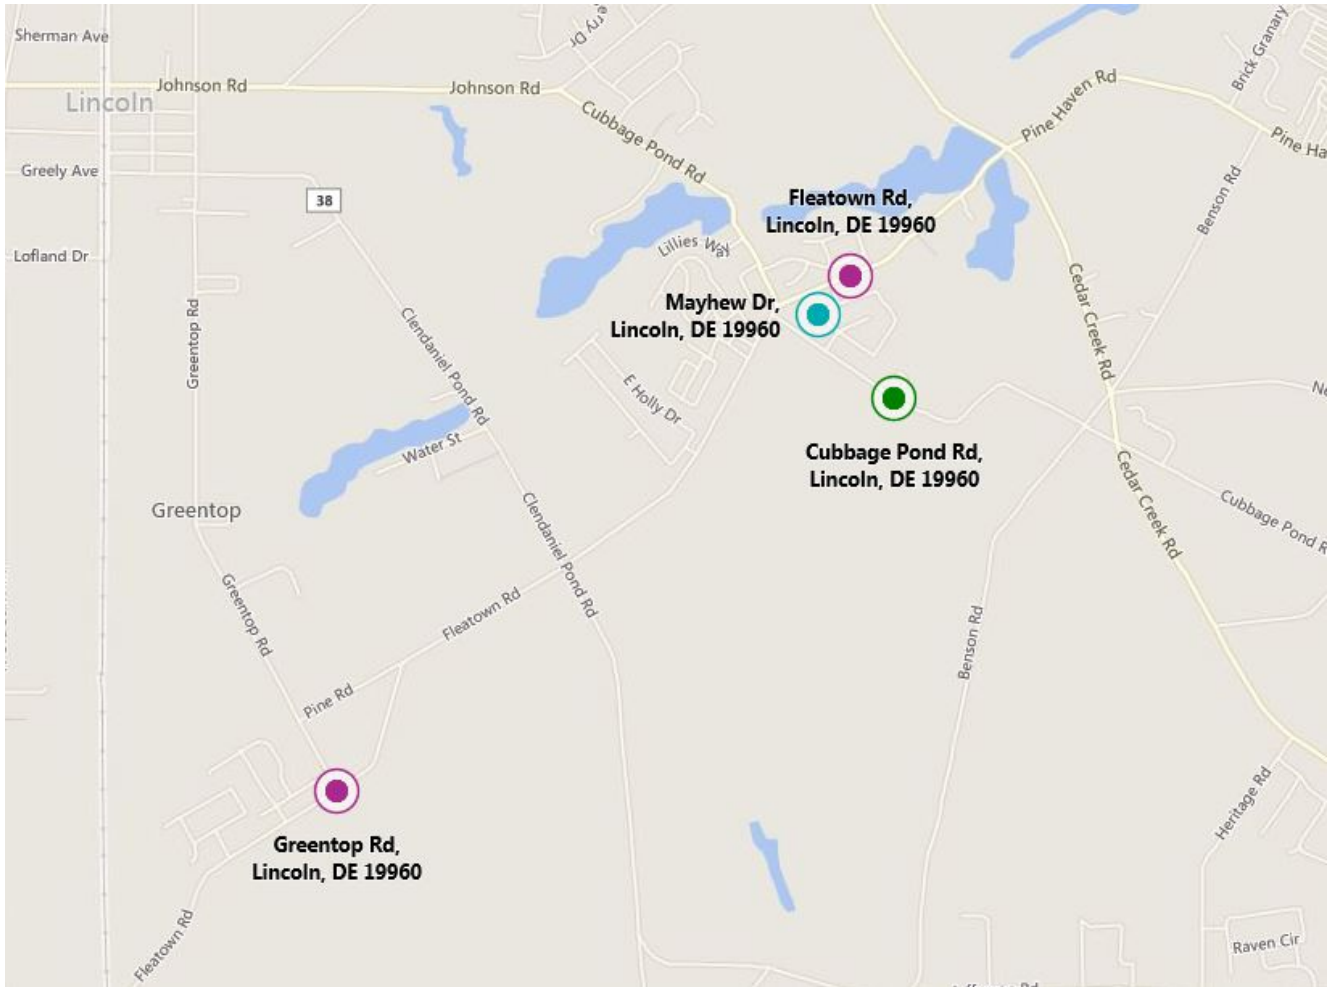 Sherman Ave
Johnson Rd
Johnson Rd
Lincoln
Greely Ave
38
Lofland Dr
Cubbage Pond Rd
Pine Haven Rd
Brick Granary
Benson Rd
Fleatown Rd,
Lincoln, DE 19960
Lillies Way
Mayhew Dr,
Lincoln, DE 19960
Greentop Rd
Clendaniel Pond Rd
E Holly Dr
Cedar Creek Rd
Water St
Cubbage Pond Rd,
Lincoln, DE 19960
Greentop
Clendaniel Pond Rd
Cedar Creek Rd
Cubbage Pond R
Greentop Rd
Fleatown Rd
Benson Rd
Pine Rd
Heritage Rd
Greentop Rd,
Lincoln, DE 19960
Fleatown Rd
Raven Cir